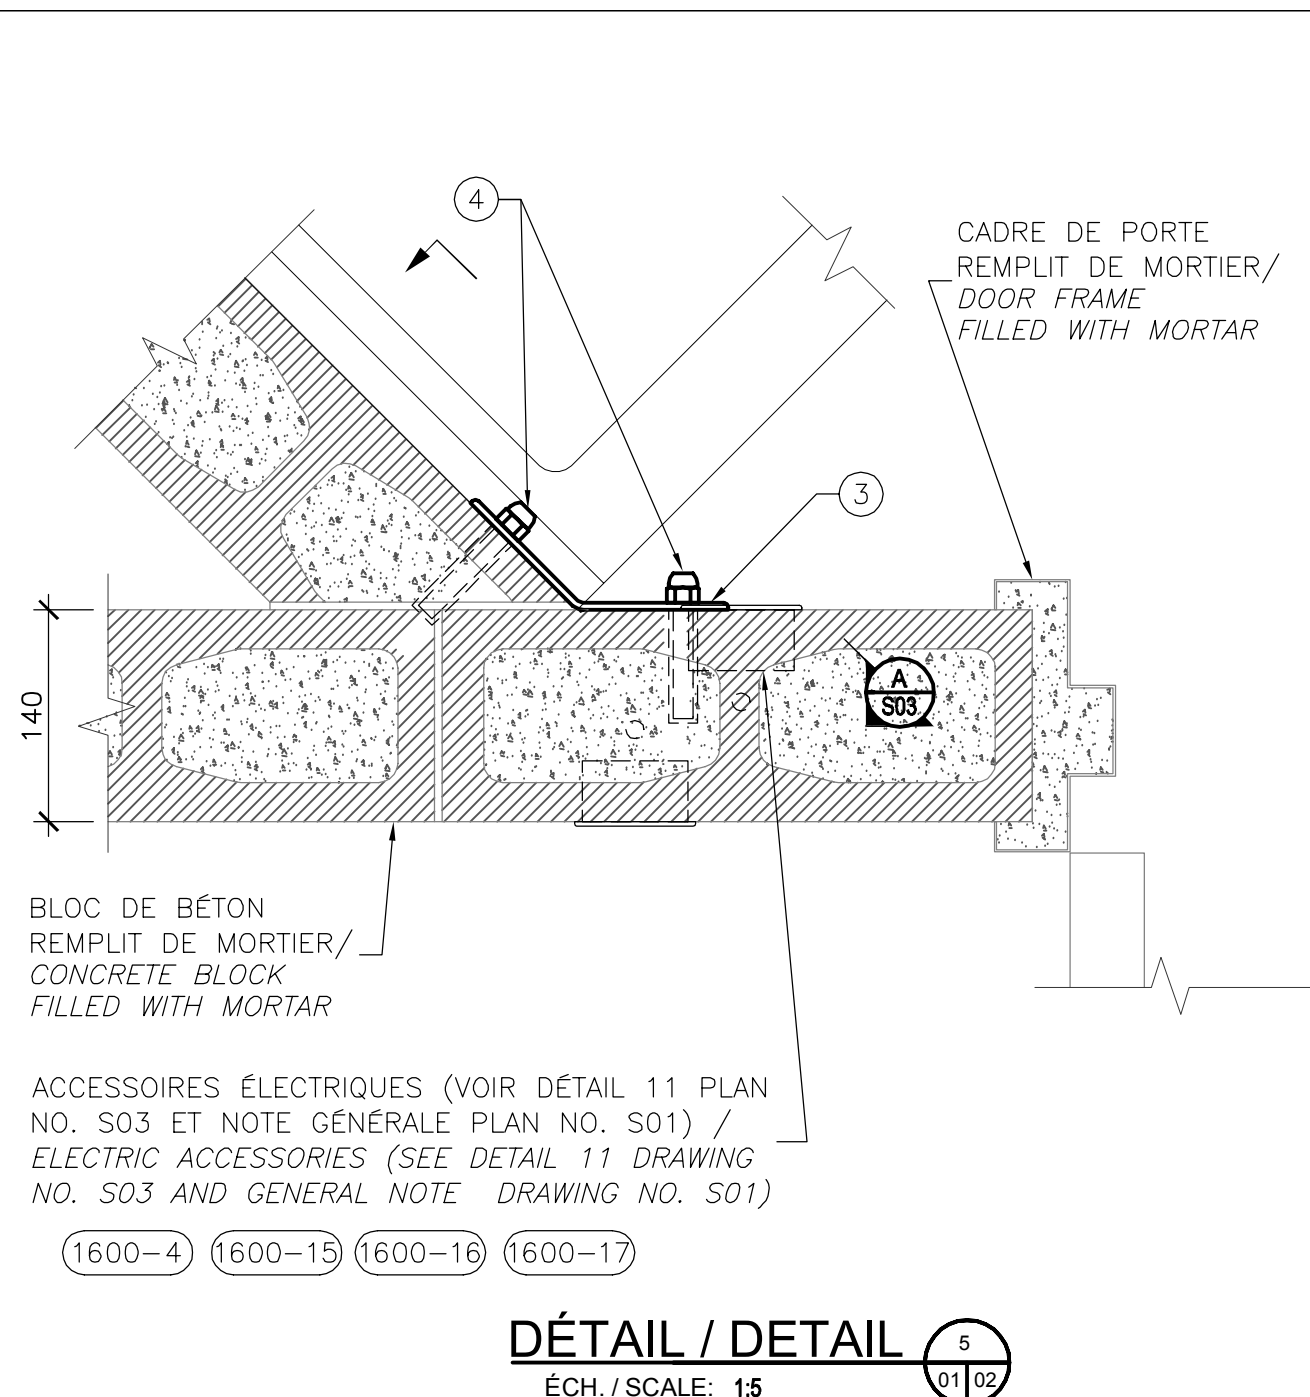 4
CADRE DE PORTE
REMPLIT DE MORTIER/
DOOR FRAME
FILLED WITH MORTAR
3
A
S03
140
BLOC DE BÉTON
REMPLIT DE MORTIER/
CONCRETE BLOCK
FILLED WITH MORTAR
ACCESSOIRES ÉLECTRIQUES (VOIR DÉTAIL 11 PLAN
NO. S03 ET NOTE GÉNÉRALE PLAN NO. S01) /
ELECTRIC ACCESSORIES (SEE DETAIL 11 DRAWING
NO. S03 AND GENERAL NOTE DRAWING NO. S01)
1600-4 1600-15 1600-16 1600-17
DÉTAIL / DETAIL
5
01 02
ÉCH. / SCALE: 1:5